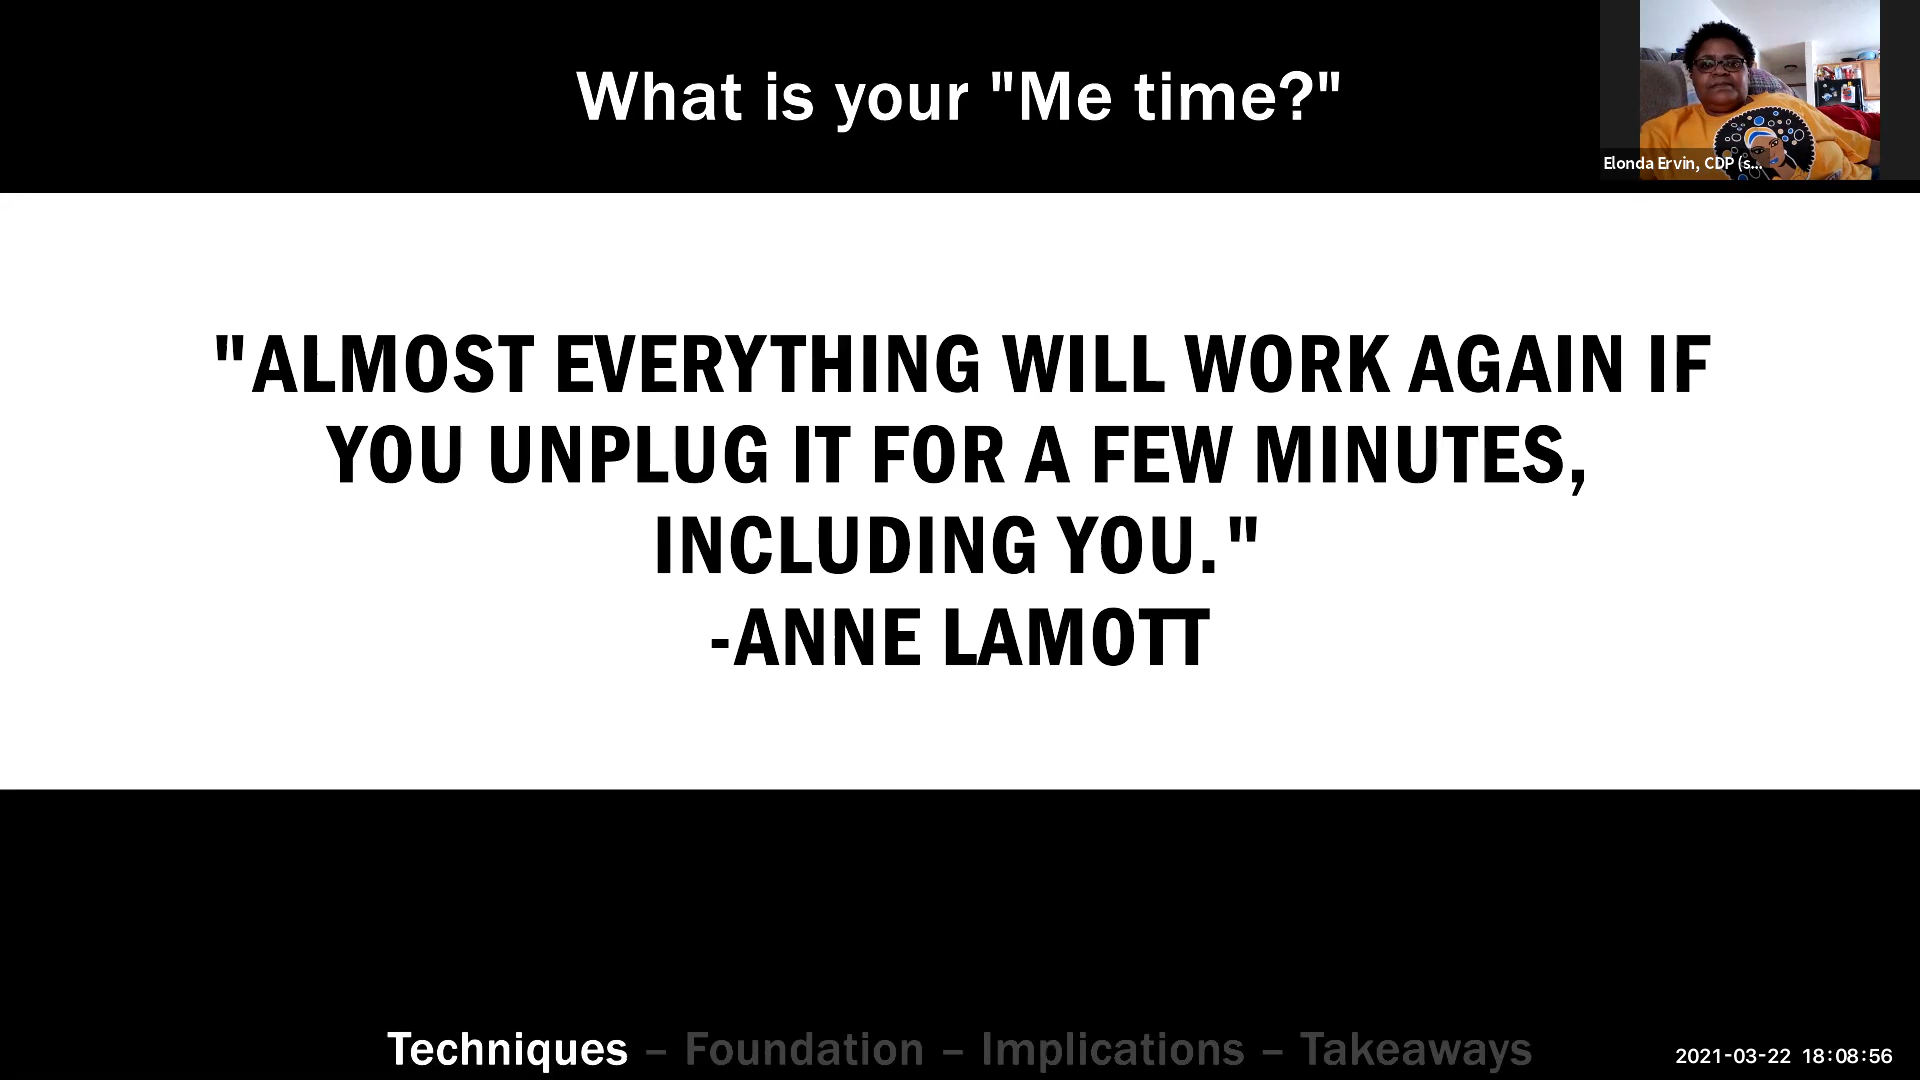 What is your "Me time?"
Elonda Ervin, CDP (s...
"ALMOST EVERYTHING WILL WORK AGAIN IF
YOU UNPLUG IT FOR A FEW MINUTES,
INCLUDING YOU."
-ANNE LAMOTT
Techniques – Foundation – Implications – Takeaways
2021-03-22 18:08:56